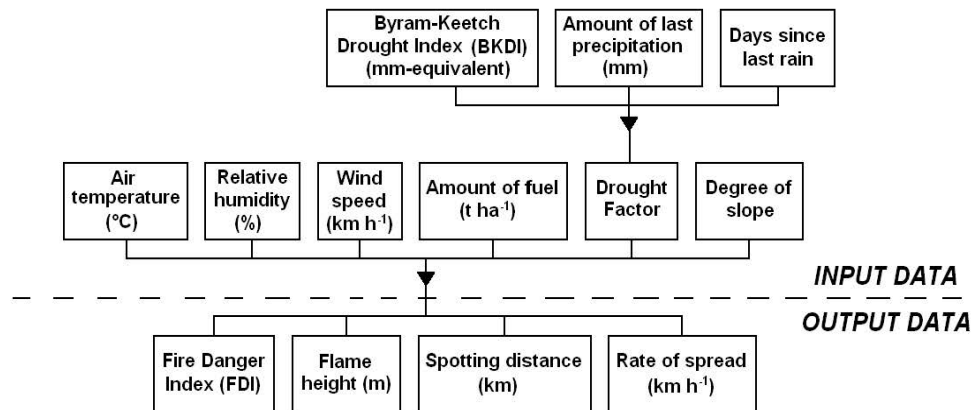 Byram-Keetch
Drought Index (BKDI)
(mm-equivalent)
Amount of last
precipitation
(mm)
Days since
last rain
Air
temperature
(°C)
Relative
humidity
(%)
Wind
speed
(km h⁻¹)
Amount of fuel
(t ha⁻¹)
Drought
Factor
Degree of
slope
INPUT DATA
OUTPUT DATA
Fire Danger
Index (FDI)
Flame
height (m)
Spotting distance
(km)
Rate of spread
(km h⁻¹)